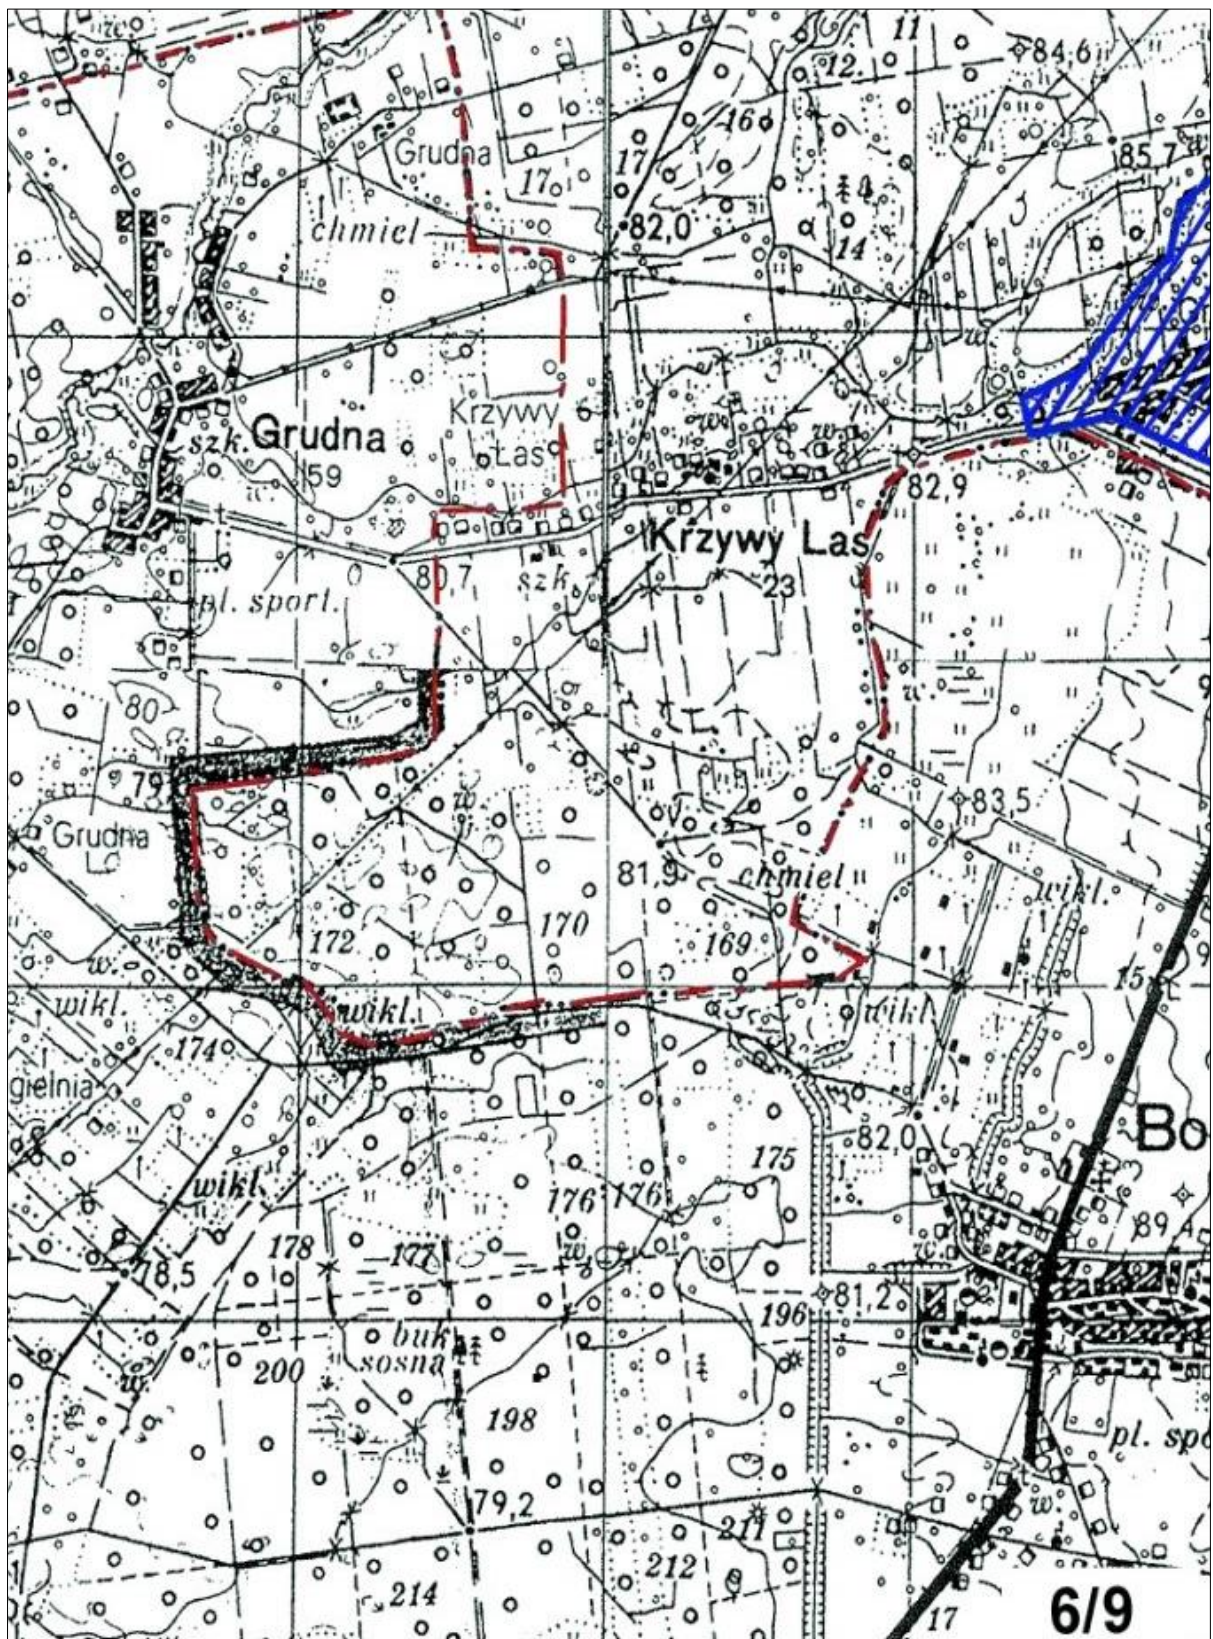 11
84,6
12
16
Grudna
17
85,7
17
chmiel
82,0
14
w.
Krzywy
Las
w.
w.
szk.
Grudna
59
82,9
Krzywy Las
80,7
szk.
23
pl. sport.
80
79
w.
83,5
Grudna
81,9
chmiel
wikl.
172
170
169
w.
15
wikl.
wikl.
wikl.
174
gielnia
Bo
82,0
175
wikl.
176
176
89,4
178
177
w.
w.
78,5
81,2
196
buk
sosna
200
w.
198
pl. spo
79,2
w.
211
212
214
17
6/9